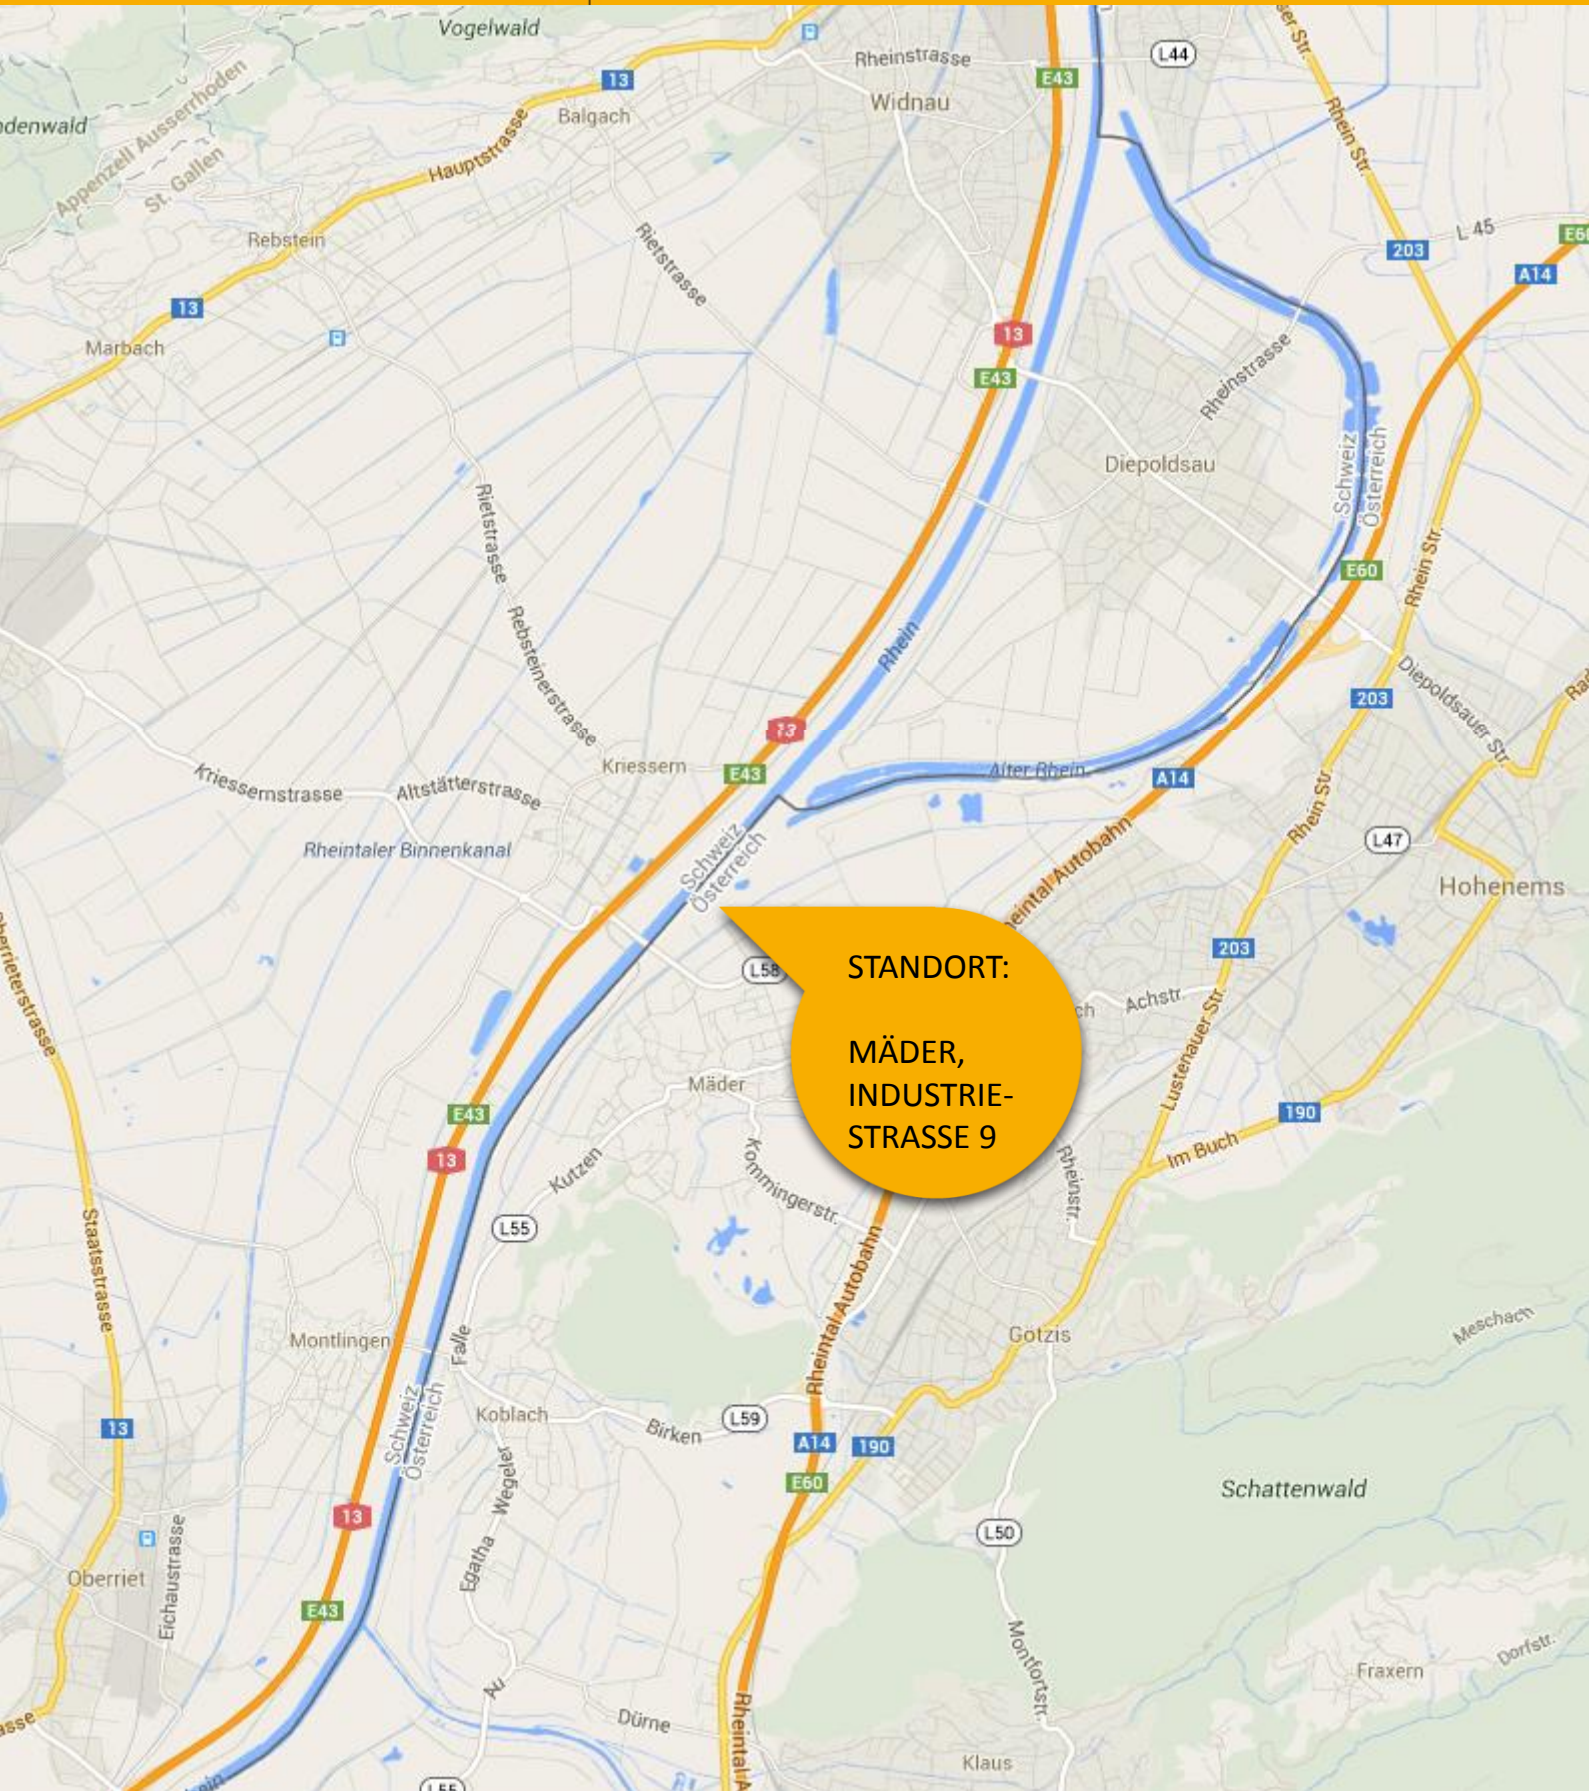 Vogelwald
13
Rheinstrasse
E43
L44
Widnau
Balgach
Appenzell Ausserrhoden
St. Gallen
Hauptstrasse
Rhein Str.
Rebstein
Rietstrasse
203
L 45
A14
13
Marbach
13
E43
Rheinstrasse
Diepoldsau
Schweiz
Österreich
Rietstrasse
E60
Rhein Str.
Rebsteinerstrasse
Rhein
Diepoldsauer Str.
203
13
Kriessern
E43
Alter Rhein
A14
Kriessernstrasse
Altstätterstrasse
Rhein Str.
Rheintaler Binnenkanal
Schweiz
Österreich
L47
Hohenems
203
STANDORT:
L58
Achstr.
MÄDER,
INDUSTRIE-
STRASSE 9
Mäder
Lustenauer Str.
E43
190
13
Kutzen
Im Buch
Kommingerstr.
Rheinstr.
L55
Staatsstrasse
Rheintal Autobahn
Montlingen
Falle
Götzis
Meschach
Schweiz
Österreich
Koblach
Birken
L59
13
A14
190
Wegeler
E60
Schattenwald
13
L50
Egatha
Oberriet
Eichaustrasse
E43
Montfortstr.
Dorfstr.
Fraxern
Au
Dürne
Klaus
L55